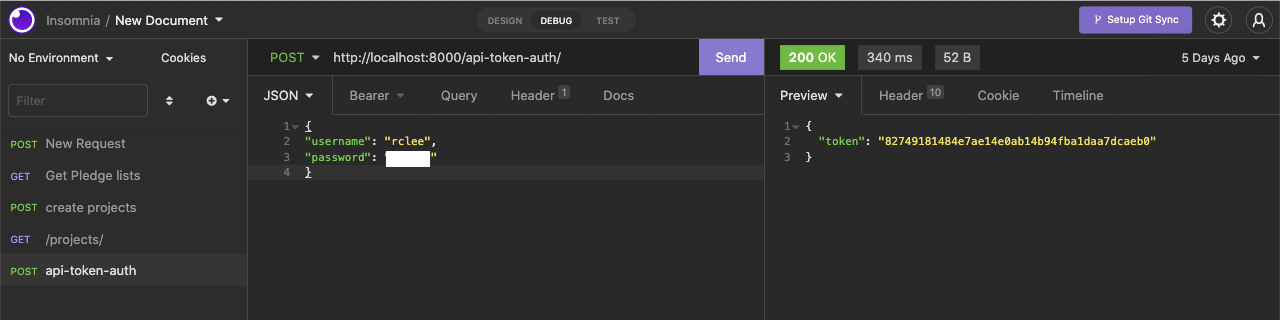 Insomnia / New Document
DESIGN DEBUG TEST
Setup Git Sync
No Environment Cookies
POST http://localhost:8000/api-token-auth/ Send
200 OK 340 ms 52 B 5 Days Ago
Filter
JSON Bearer Query Header 1 Docs
Preview Header 10 Cookie Timeline
POST New Request
GET Get Pledge lists
POST create projects
GET /projects/
POST api-token-auth
1 {
2 "username": "rclee",
3 "password": " "
4 }
1 {
2 "token": "82749181484e7ae14e0ab14b94fba1daa7dcaeb0"
3 }